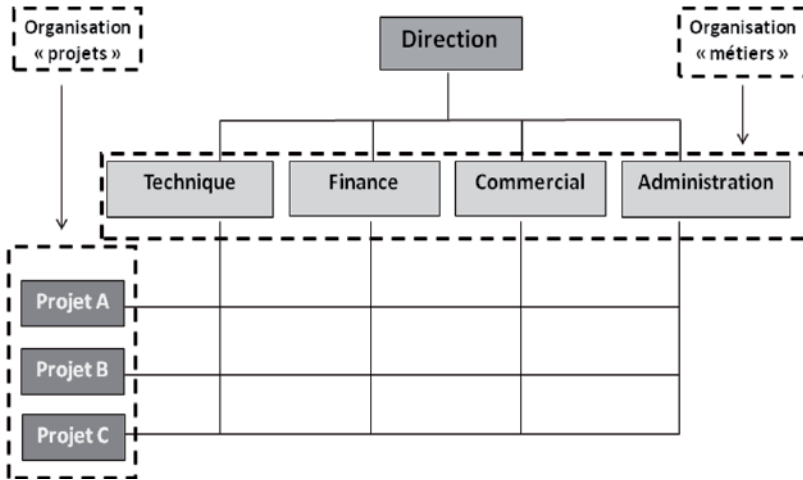 Organisation
« projets »
Direction
Organisation
« métiers »
Technique
Finance
Commercial
Administration
Projet A
Projet B
Projet C